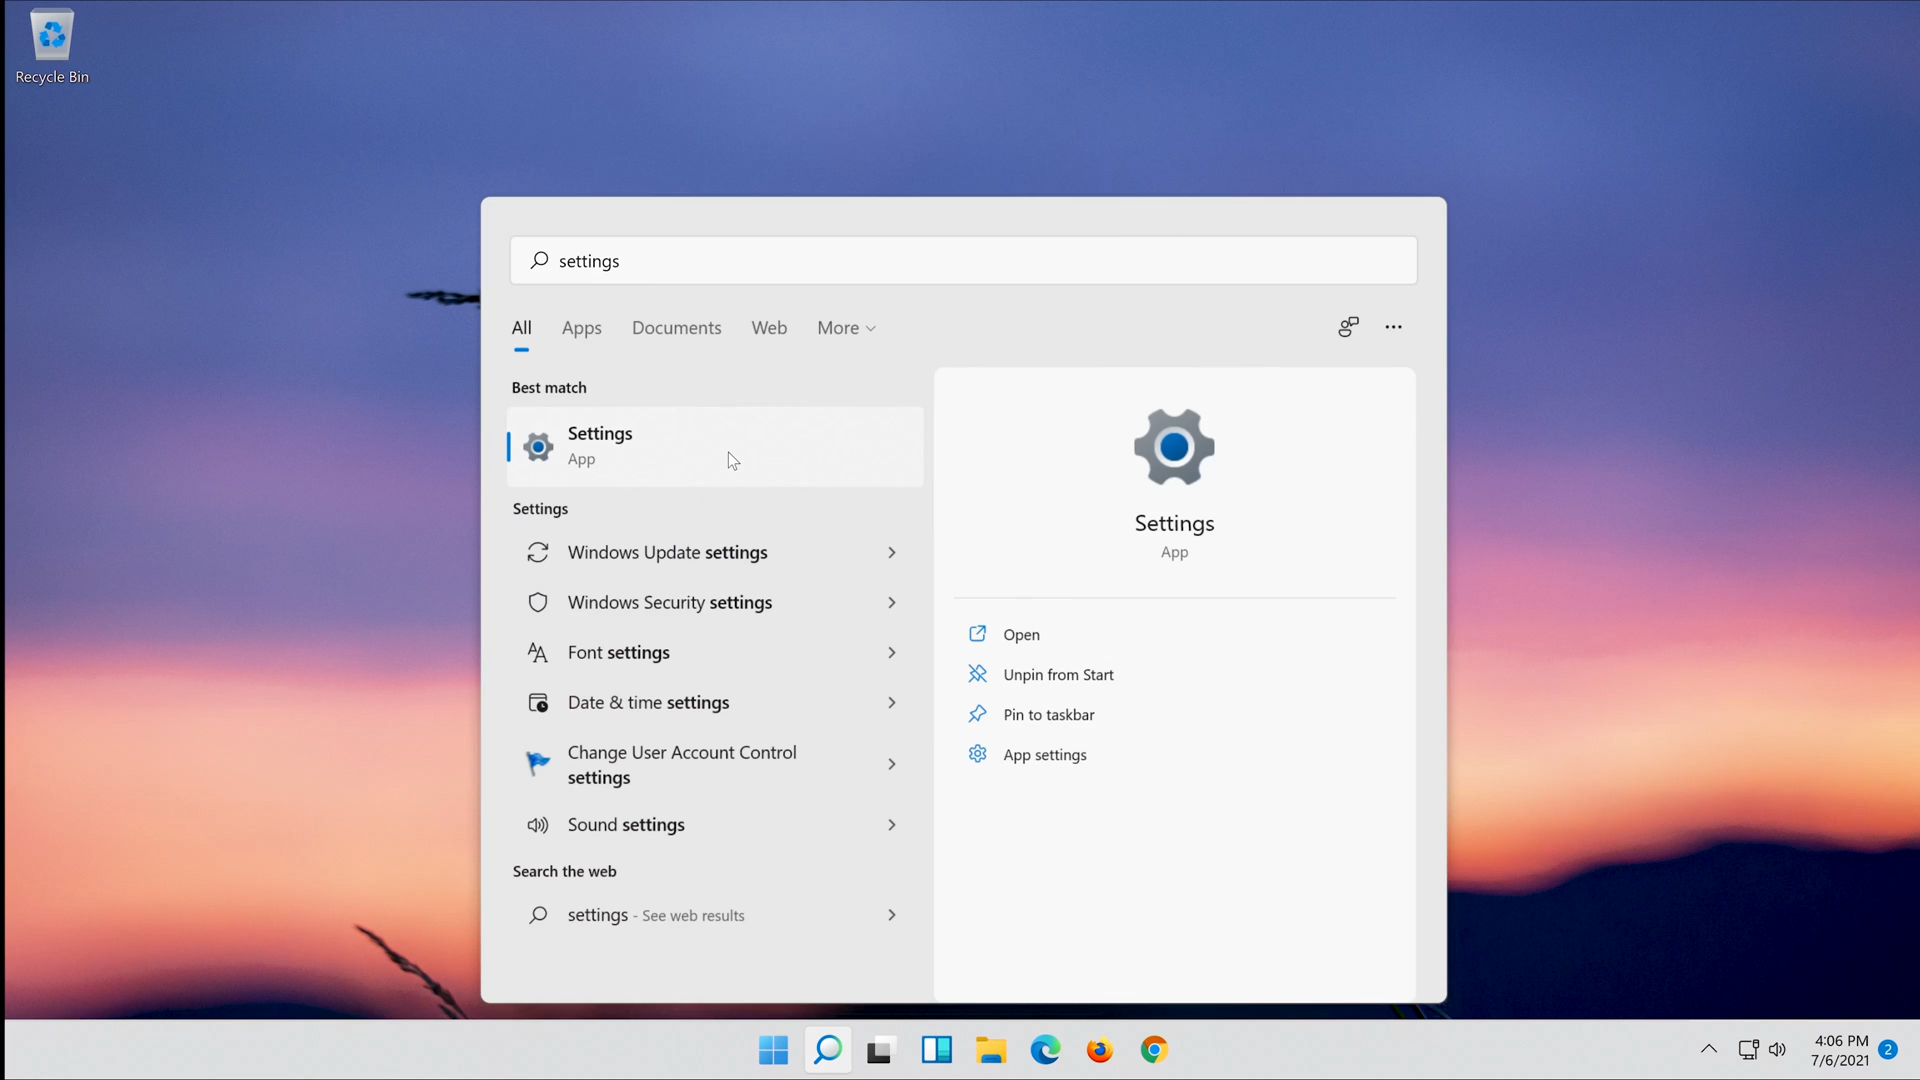 Recycle Bin
settings
All Apps Documents Web More
Best match
Settings
App
Settings
Windows Update settings
Windows Security settings
Font settings
Date & time settings
Change User Account Control
settings
Sound settings
Search the web
settings - See web results
Settings
App
Open
Unpin from Start
Pin to taskbar
App settings
4:06 PM
7/6/2021
2